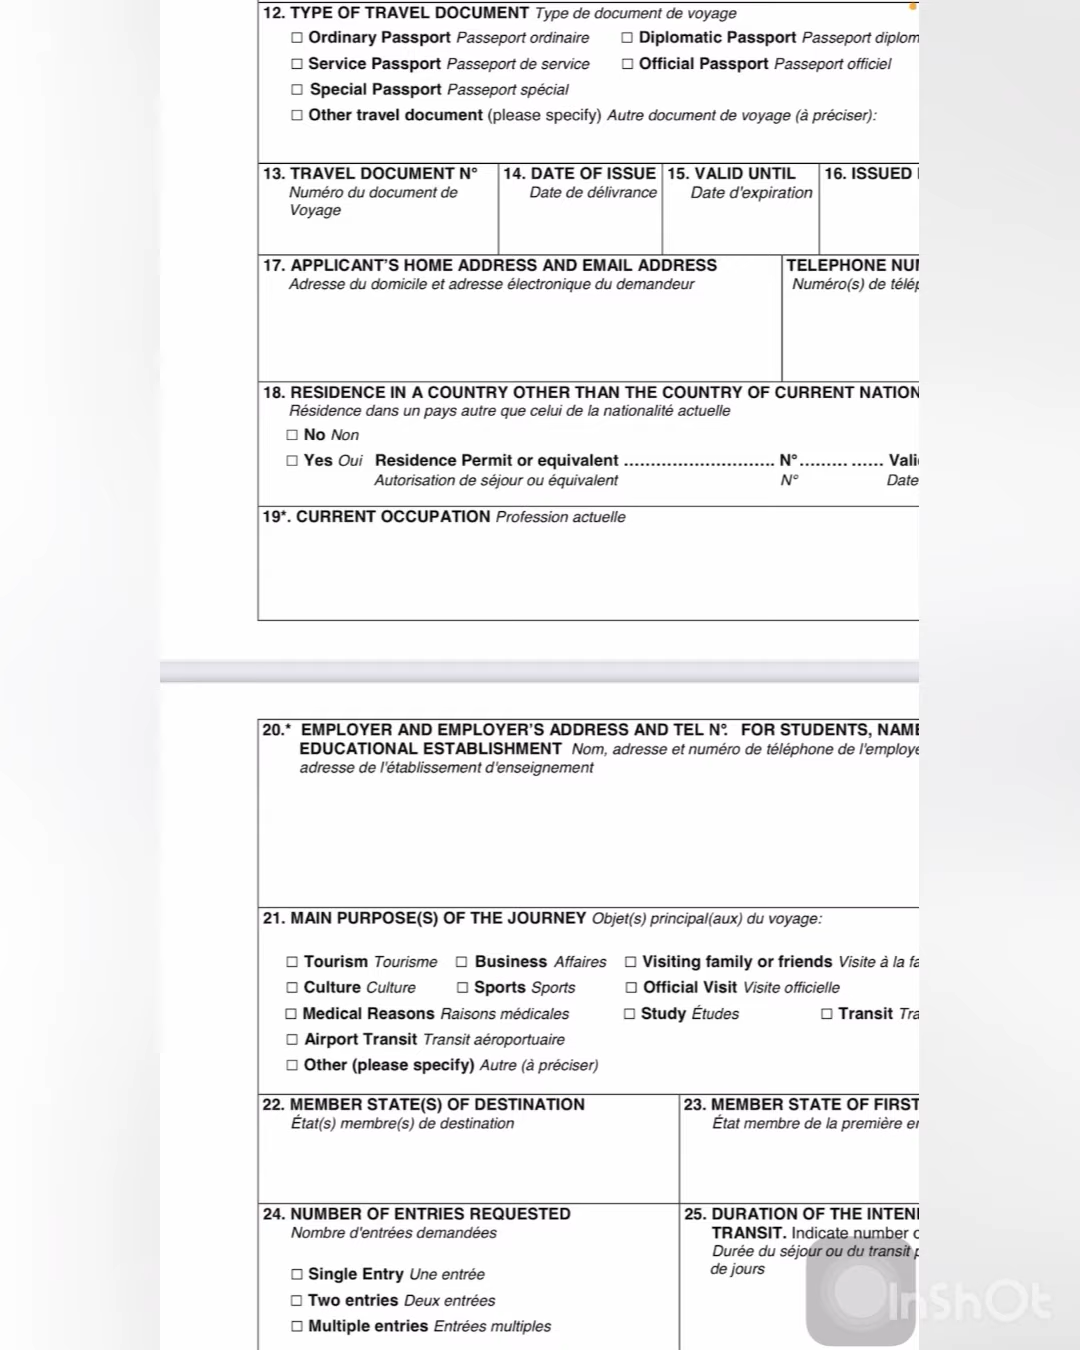 12. TYPE OF TRAVEL DOCUMENT Type de document de voyage
☐ Ordinary Passport Passeport ordinaire ☐ Diplomatic Passport Passeport diplom
☐ Service Passport Passeport de service ☐ Official Passport Passeport officiel
☐ Special Passport Passeport spécial
☐ Other travel document (please specify) Autre document de voyage (à préciser):
13. TRAVEL DOCUMENT N° 14. DATE OF ISSUE 15. VALID UNTIL 16. ISSUED
Numéro du document de Date de délivrance Date d'expiration
Voyage
17. APPLICANT'S HOME ADDRESS AND EMAIL ADDRESS TELEPHONE NUM
Adresse du domicile et adresse électronique du demandeur Numéro(s) de télép
18. RESIDENCE IN A COUNTRY OTHER THAN THE COUNTRY OF CURRENT NATION
Résidence dans un pays autre que celui de la nationalité actuelle
☐ No Non
☐ Yes Oui Residence Permit or equivalent ............................ N°......... ...... Vali
Autorisation de séjour ou équivalent N° Date
19*. CURRENT OCCUPATION Profession actuelle
20.* EMPLOYER AND EMPLOYER'S ADDRESS AND TEL N°. FOR STUDENTS, NAME
EDUCATIONAL ESTABLISHMENT Nom, adresse et numéro de téléphone de l'employe
adresse de l'établissement d'enseignement
21. MAIN PURPOSE(S) OF THE JOURNEY Objet(s) principal(aux) du voyage:
☐ Tourism Tourisme ☐ Business Affaires ☐ Visiting family or friends Visite à la fa
☐ Culture Culture ☐ Sports Sports ☐ Official Visit Visite officielle
☐ Medical Reasons Raisons médicales ☐ Study Études ☐ Transit Tra
☐ Airport Transit Transit aéroportuaire
☐ Other (please specify) Autre (à préciser)
22. MEMBER STATE(S) OF DESTINATION 23. MEMBER STATE OF FIRST
État(s) membre(s) de destination État membre de la première en
24. NUMBER OF ENTRIES REQUESTED 25. DURATION OF THE INTEN
Nombre d'entrées demandées TRANSIT. Indicate number o
Durée du séjour ou du transit p
de jours
☐ Single Entry Une entrée
☐ Two entries Deux entrées
☐ Multiple entries Entrées multiples
InShOt